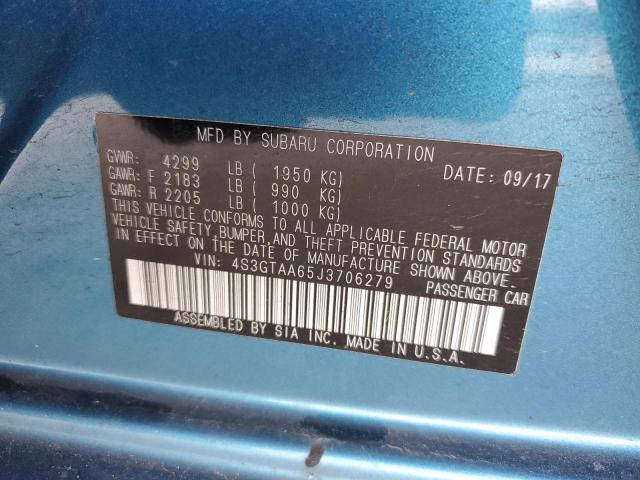 MFD BY SUBARU CORPORATION
GVWR: 4299 LB ( 1950 KG) DATE: 09/17
GAWR: F 2183 LB ( 990 KG)
GAWR: R 2205 LB ( 1000 KG)
THIS VEHICLE CONFORMS TO ALL APPLICABLE FEDERAL MOTOR
VEHICLE SAFETY, BUMPER, AND THEFT PREVENTION STANDARDS
IN EFFECT ON THE DATE OF MANUFACTURE SHOWN ABOVE.
VIN: 4S3GTAA65J3706279 PASSENGER CAR
ASSEMBLED BY SIA INC. MADE IN U.S.A.